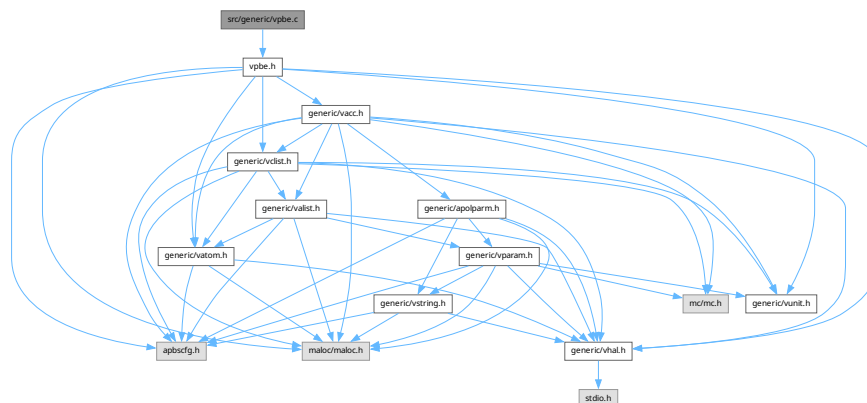 src/generic/vpbe.c
vpbe.h
generic/vacc.h
generic/vclist.h
generic/valist.h
generic/apolparm.h
generic/vatom.h
generic/vparam.h
generic/vstring.h
mc/mc.h
generic/vunit.h
apbscfg.h
maloc/maloc.h
generic/vhal.h
stdio.h